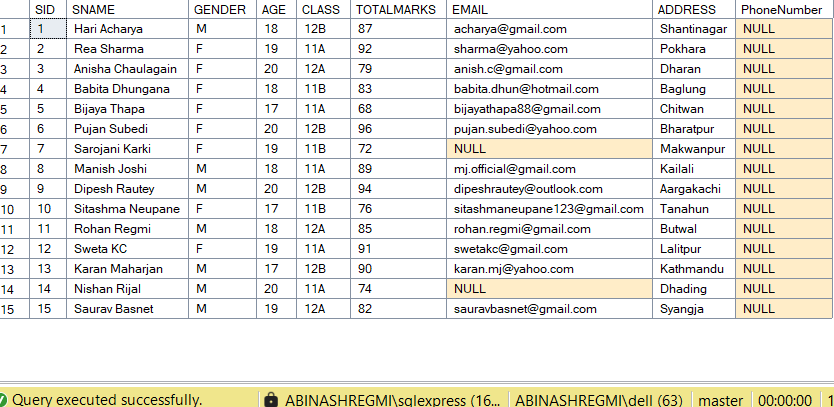 SID SNAME GENDER AGE CLASS TOTALMARKS EMAIL ADDRESS PhoneNumber
1 1 Hari Acharya M 18 12B 87 acharya@gmail.com Shantinagar NULL
2 2 Rea Sharma F 19 11A 92 sharma@yahoo.com Pokhara NULL
3 3 Anisha Chaulagain F 20 12A 79 anish.c@gmail.com Dharan NULL
4 4 Babita Dhungana F 18 11B 83 babita.dhun@hotmail.com Baglung NULL
5 5 Bijaya Thapa F 17 11A 68 bijayathapa88@gmail.com Chitwan NULL
6 6 Pujan Subedi F 20 12B 96 pujan.subedi@yahoo.com Bharatpur NULL
7 7 Sarojani Karki F 19 11B 72 NULL Makwanpur NULL
8 8 Manish Joshi M 18 11A 89 mj.official@gmail.com Kailali NULL
9 9 Dipesh Rautey M 20 12B 94 dipeshrautey@outlook.com Aargakachi NULL
10 10 Sitashma Neupane F 17 11B 76 sitashmaneupane123@gmail.com Tanahun NULL
11 11 Rohan Regmi M 18 12A 85 rohan.regmi@gmail.com Butwal NULL
12 12 Sweta KC F 19 11A 91 swetakc@gmail.com Lalitpur NULL
13 13 Karan Maharjan M 17 12B 90 karan.mj@yahoo.com Kathmandu NULL
14 14 Nishan Rijal M 20 11A 74 NULL Dhading NULL
15 15 Saurav Basnet M 19 12A 82 sauravbasnet@gmail.com Syangja NULL
Query executed successfully. ABINASHREGMI\sqlexpress (16... ABINASHREGMI\dell (63) master 00:00:00